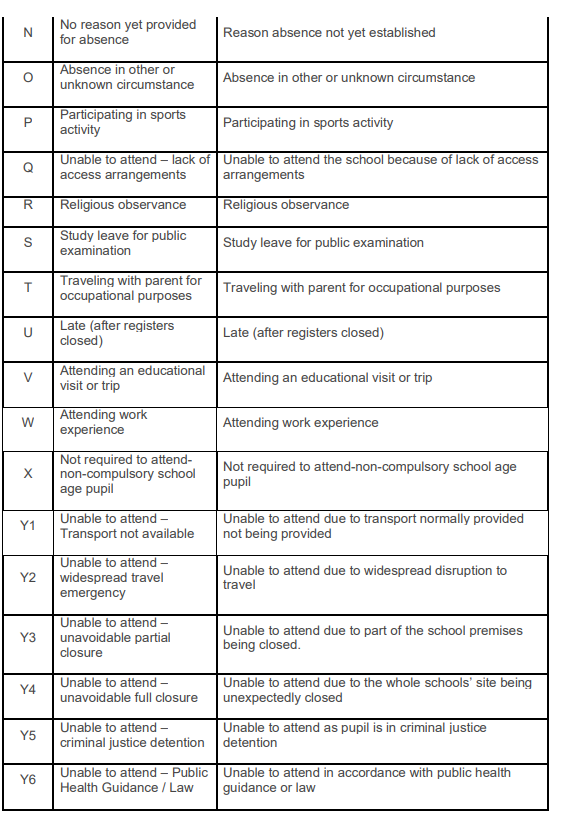 N
No reason yet provided
for absence
Reason absence not yet established
O
Absence in other or
unknown circumstance
Absence in other or unknown circumstance
P
Participating in sports
activity
Participating in sports activity
Q
Unable to attend – lack of
access arrangements
Unable to attend the school because of lack of access
arrangements
R
Religious observance
Religious observance
S
Study leave for public
examination
Study leave for public examination
T
Traveling with parent for
occupational purposes
Traveling with parent for occupational purposes
U
Late (after registers
closed)
Late (after registers closed)
V
Attending an educational
visit or trip
Attending an educational visit or trip
W
Attending work
experience
Attending work experience
X
Not required to attend-
non-compulsory school
age pupil
Not required to attend-non-compulsory school age
pupil
Y1
Unable to attend –
Transport not available
Unable to attend due to transport normally provided
not being provided
Y2
Unable to attend –
widespread travel
emergency
Unable to attend due to widespread disruption to
travel
Y3
Unable to attend –
unavoidable partial
closure
Unable to attend due to part of the school premises
being closed.
Y4
Unable to attend –
unavoidable full closure
Unable to attend due to the whole schools’ site being
unexpectedly closed
Y5
Unable to attend –
criminal justice detention
Unable to attend as pupil is in criminal justice
detention
Y6
Unable to attend – Public
Health Guidance / Law
Unable to attend in accordance with public health
guidance or law